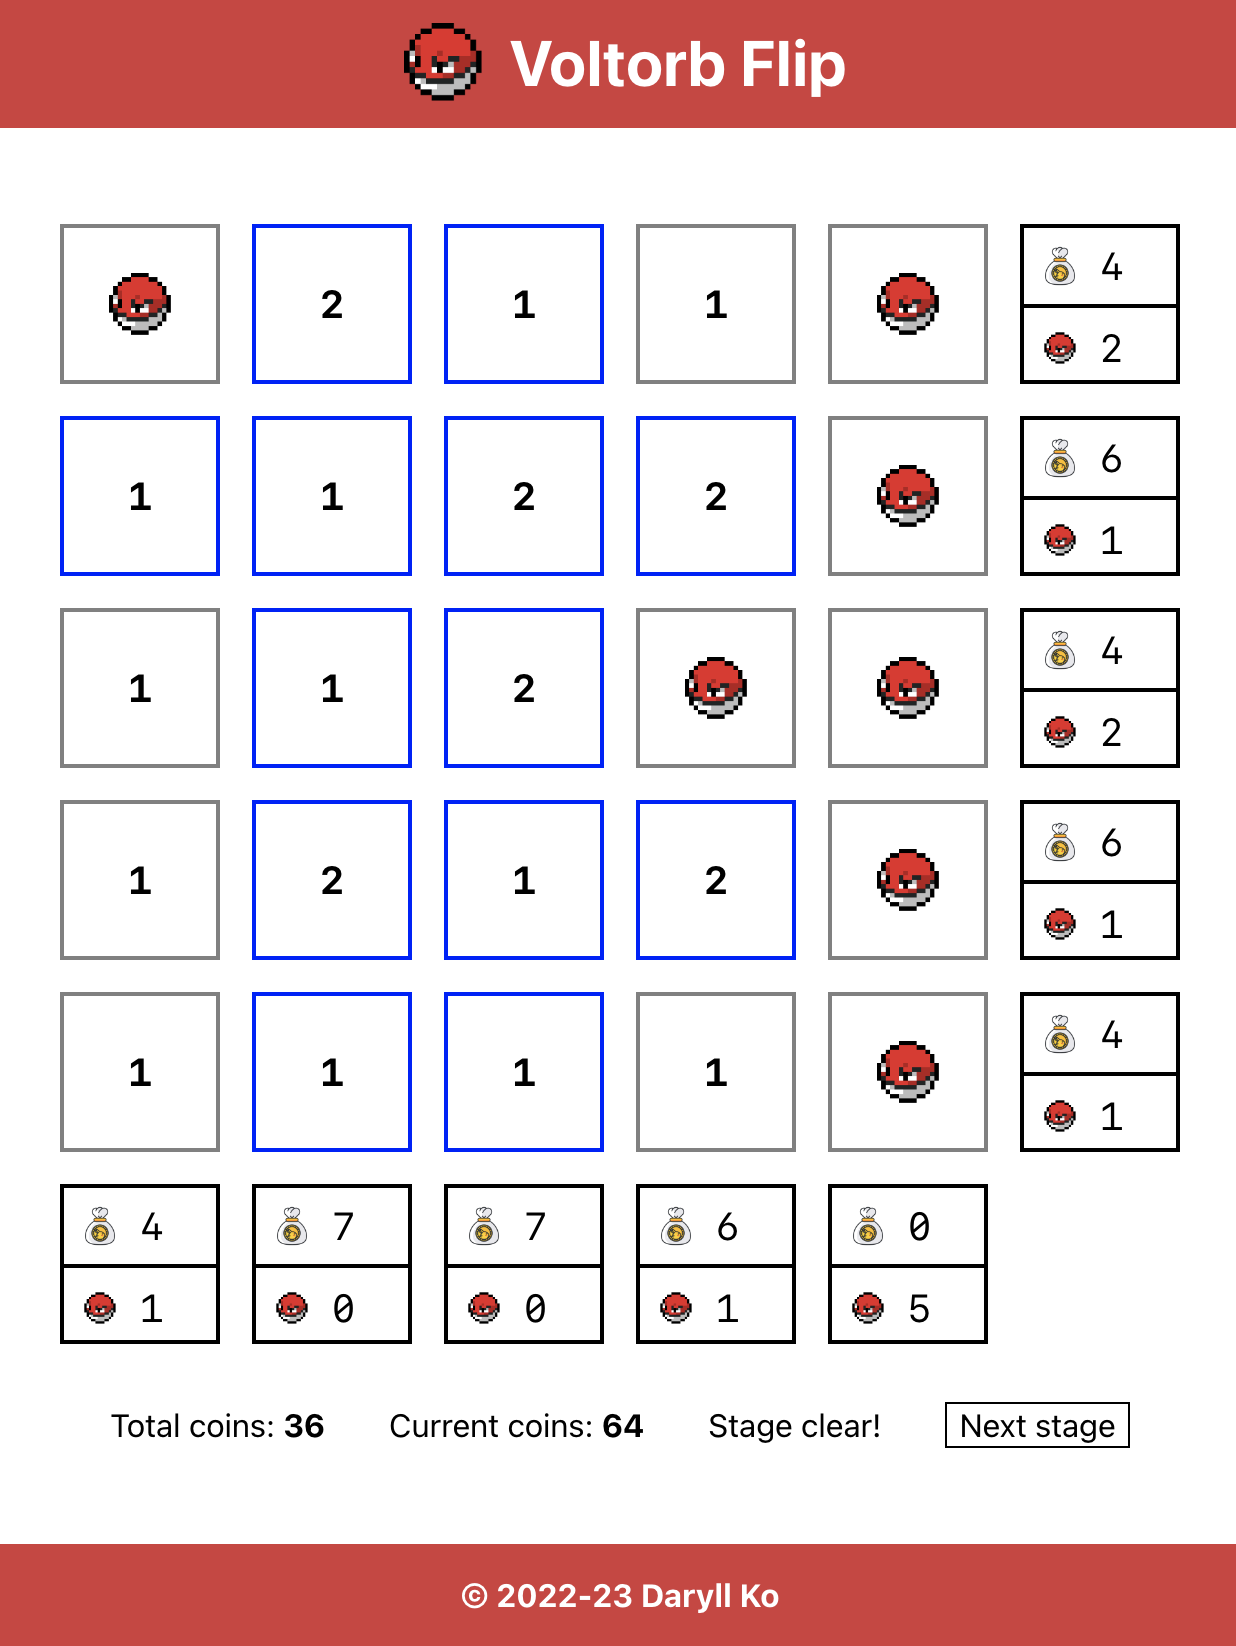 Voltorb Flip
2 1 1 4
2
1 1 2 2 6
1
1 1 2 4
2
1 2 1 2 6
1
1 1 1 1 4
1
4 7 7 6 0
1 0 0 1 5
Total coins: 36 Current coins: 64 Stage clear! Next stage
© 2022-23 Daryll Ko